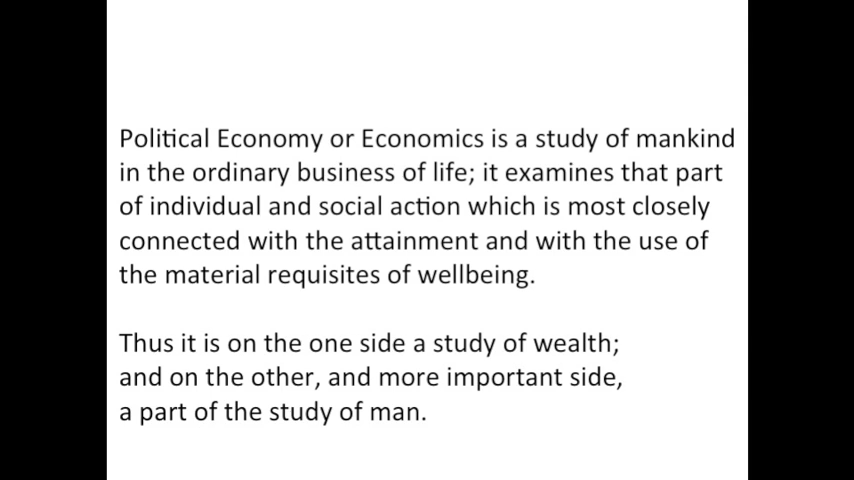 Political Economy or Economics is a study of mankind
in the ordinary business of life; it examines that part
of individual and social action which is most closely
connected with the attainment and with the use of
the material requisites of wellbeing.
Thus it is on the one side a study of wealth;
and on the other, and more important side,
a part of the study of man.